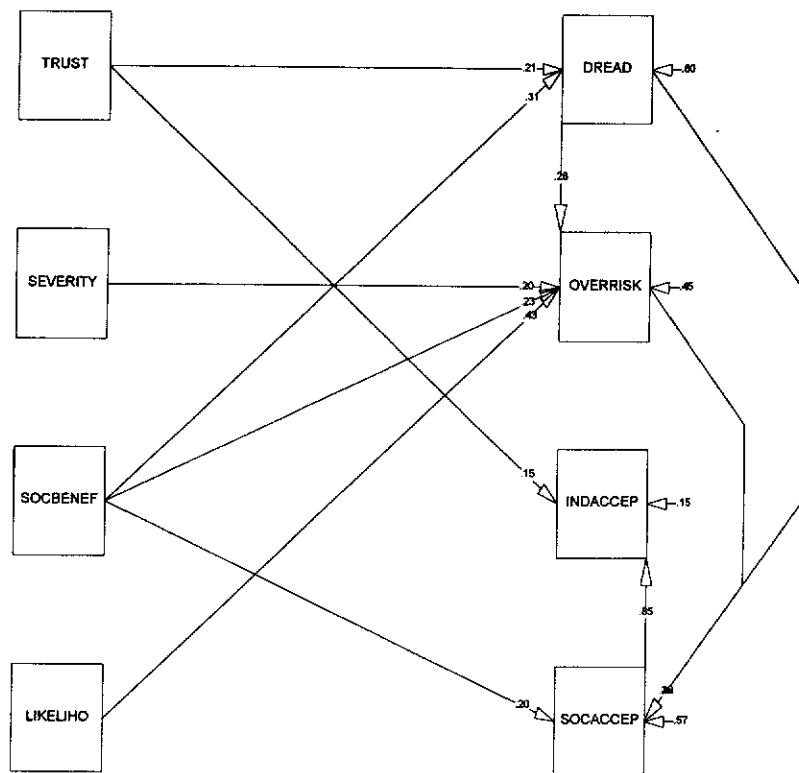 TRUST
.21
DREAD
.31
.28
SEVERITY
.20
OVERRISK
.45
.23
.43
SOCBENEF
.15
INDACCEP
.15
.85
LIKELIHO
.20
SOCACCEP
.57